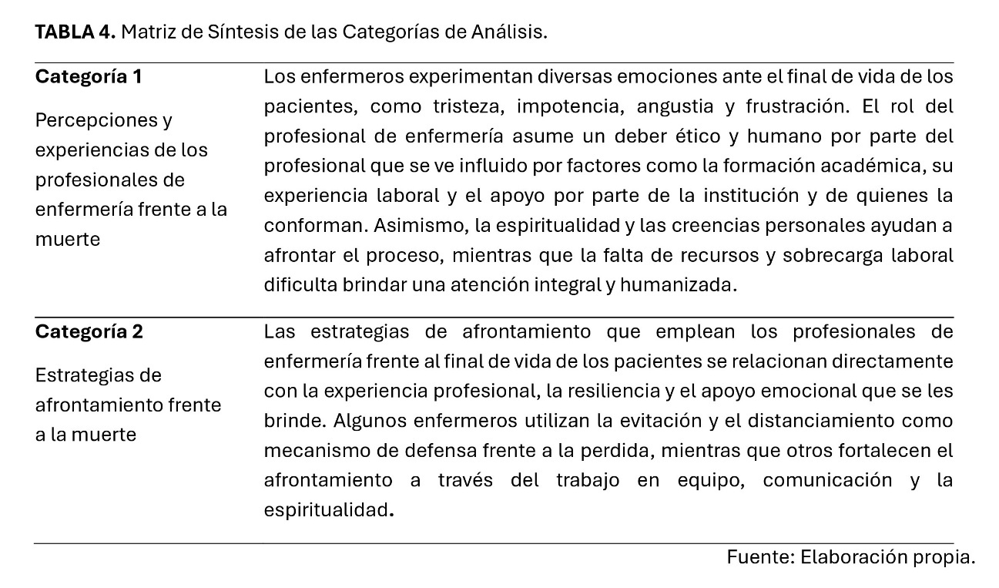 TABLA 4. Matriz de Síntesis de las Categorías de Análisis.
Categoría 1
Percepciones y
experiencias de los
profesionales de
enfermería frente a la
muerte
Los enfermeros experimentan diversas emociones ante el final de vida de los
pacientes, como tristeza, impotencia, angustia y frustración. El rol del
profesional de enfermería asume un deber ético y humano por parte del
profesional que se ve influido por factores como la formación académica, su
experiencia laboral y el apoyo por parte de la institución y de quienes la
conforman. Asimismo, la espiritualidad y las creencias personales ayudan a
afrontar el proceso, mientras que la falta de recursos y sobrecarga laboral
dificulta brindar una atención integral y humanizada.
Categoría 2
Estrategias de
afrontamiento frente
a la muerte
Las estrategias de afrontamiento que emplean los profesionales de
enfermería frente al final de vida de los pacientes se relacionan directamente
con la experiencia profesional, la resiliencia y el apoyo emocional que se les
brinde. Algunos enfermeros utilizan la evitación y el distanciamiento como
mecanismo de defensa frente a la perdida, mientras que otros fortalecen el
afrontamiento a través del trabajo en equipo, comunicación y la
espiritualidad.
Fuente: Elaboración propia.